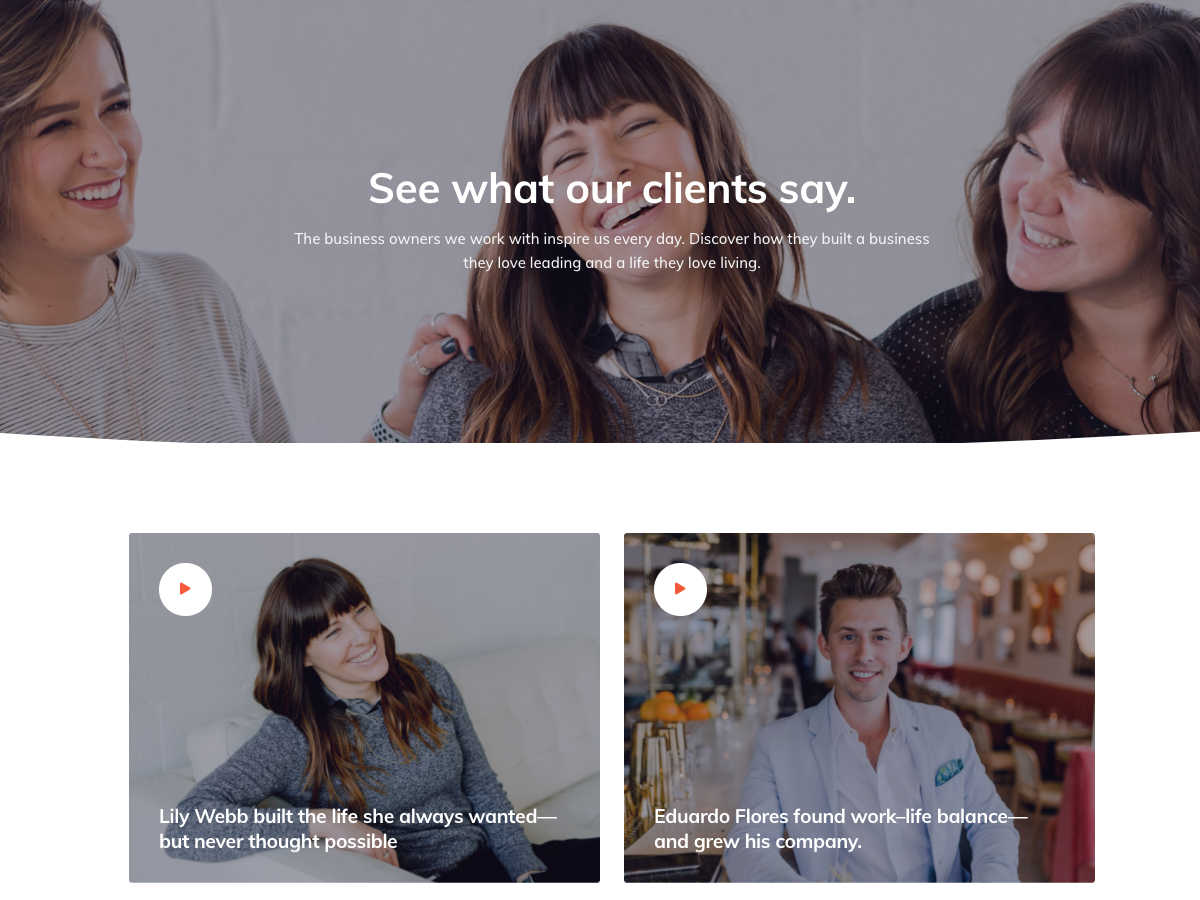 See what our clients say.
The business owners we work with inspire us every day. Discover how they built a business
they love leading and a life they love living.
Lily Webb built the life she always wanted—
but never thought possible
Eduardo Flores found work–life balance—
and grew his company.